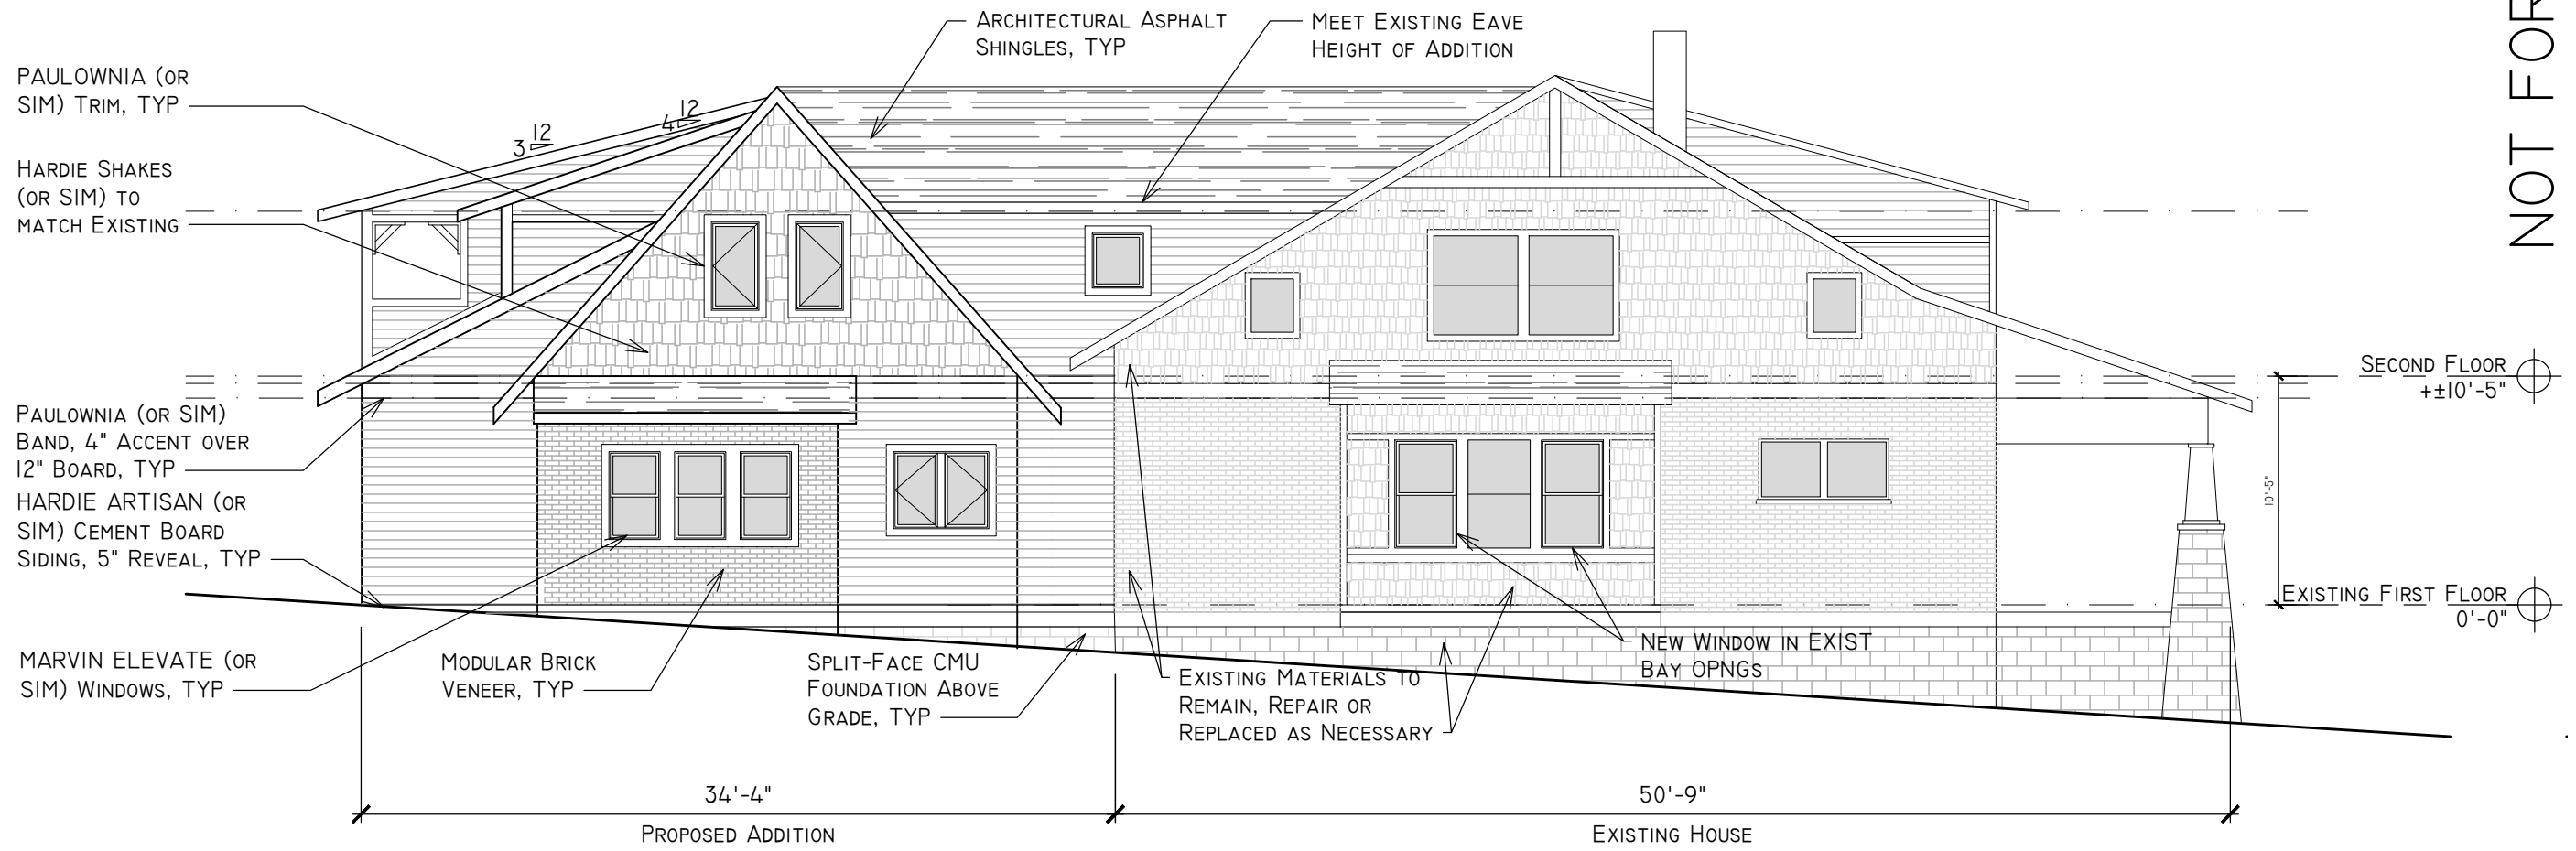 ARCHITECTURAL ASPHALT
SHINGLES, TYP
MEET EXISTING EAVE
HEIGHT OF ADDITION
NOT FOR
PAULOWNIA (OR
SIM) TRIM, TYP
12
4
12
3
HARDIE SHAKES
(OR SIM) TO
MATCH EXISTING
SECOND FLOOR
+±10'-5"
PAULOWNIA (OR SIM)
BAND, 4" ACCENT OVER
12" BOARD, TYP
HARDIE ARTISAN (OR
SIM) CEMENT BOARD
SIDING, 5" REVEAL, TYP
10'-5"
EXISTING FIRST FLOOR
0'-0"
MARVIN ELEVATE (OR
SIM) WINDOWS, TYP
MODULAR BRICK
VENEER, TYP
SPLIT-FACE CMU
FOUNDATION ABOVE
GRADE, TYP
EXISTING MATERIALS TO
REMAIN, REPAIR OR
REPLACED AS NECESSARY
NEW WINDOW IN EXIST
BAY OPNGS
34'-4"
PROPOSED ADDITION
50'-9"
EXISTING HOUSE